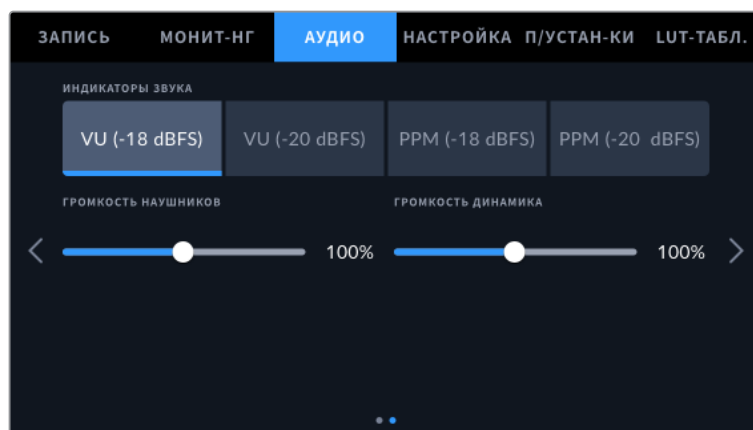 ЗАПИСЬ МОНИТ-НГ АУДИО НАСТРОЙКА П/УСТАН-КИ LUT-ТАБЛ.
ИНДИКАТОРЫ ЗВУКА
VU (-18 dBFS) VU (-20 dBFS) PPM (-18 dBFS) PPM (-20 dBFS)
ГРОМКОСТЬ НАУШНИКОВ ГРОМКОСТЬ ДИНАМИКА
100% 100%